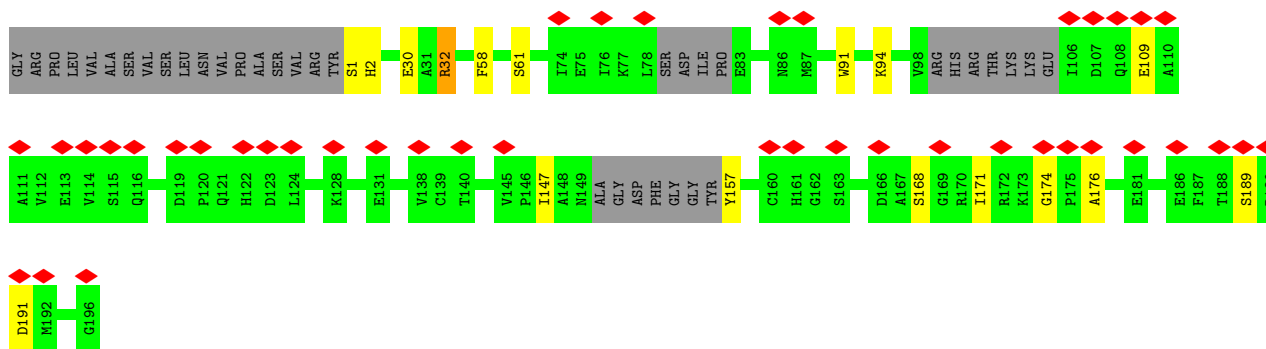 GLY ARG PRO LEU VAL ALA SER VAL SER LEU ASN VAL PRO ALA SER VAL ARG TYR S1 H2 E30 A31 R32 F58 S61 I74 E75 I76 K77 L78 SER ASP ILE PRO E83 N86 M87 W91 K94 V98 ARG HIS ARG THR LYS LYS GLU I106 D107 Q108 E109 A110
A111 V112 E113 V114 S115 Q116 D119 P120 Q121 H122 D123 L124 K128 E131 V138 C139 T140 V145 P146 I147 A148 N149 ALA GLY ASP PHE GLY GLY TYR Y157 C160 H161 G162 S163 D166 A167 S168 G169 R170 I171 R172 K173 G174 P175 A176 E181 E186 F187 T188 S189
D191 M192 G196